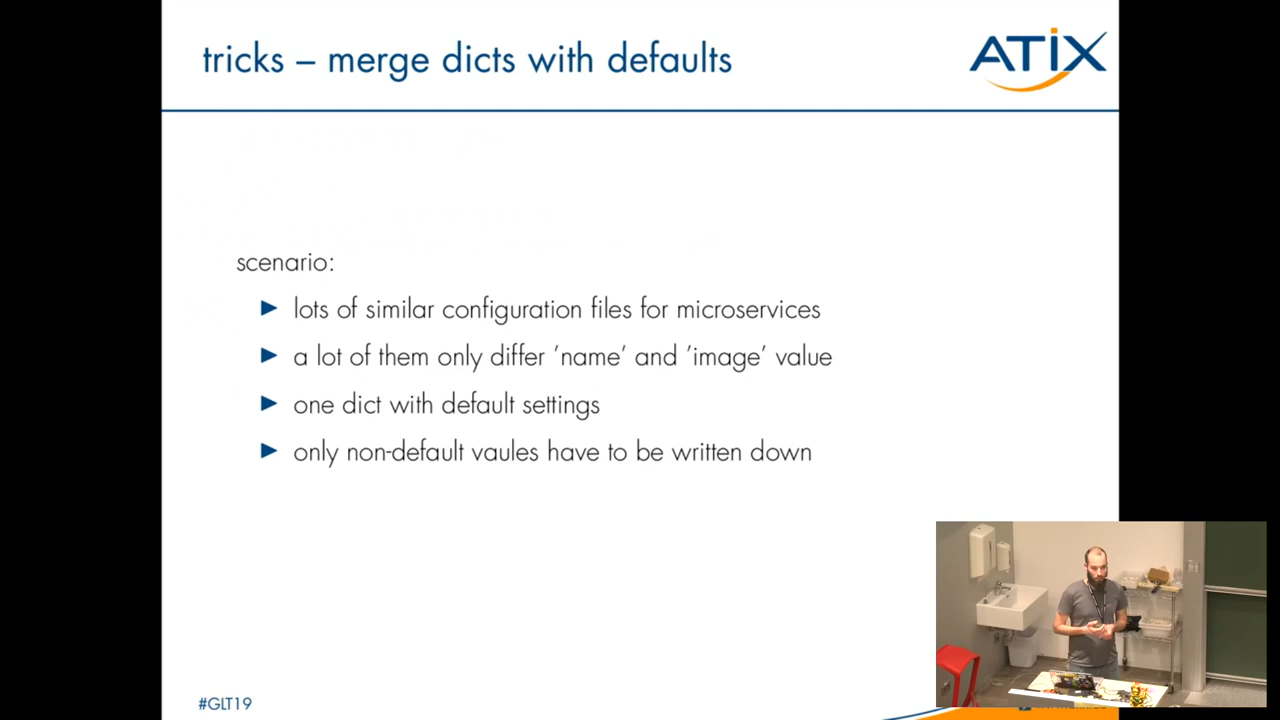 tricks – merge dicts with defaults
ATIX
scenario:
lots of similar configuration files for microservices
a lot of them only differ 'name' and 'image' value
one dict with default settings
only non-default vaules have to be written down
#GLT19